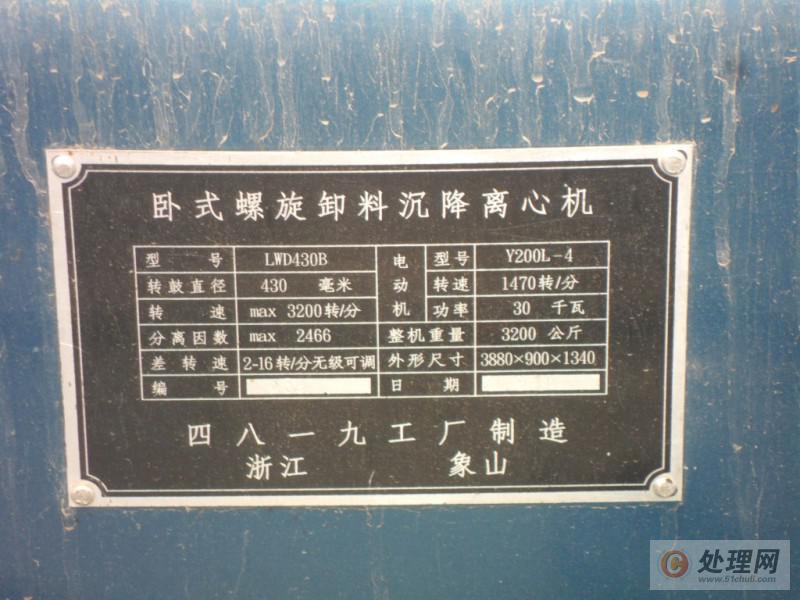 卧式螺旋卸料沉降离心机
型号 LWD430B 电动机 型号 Y200L-4
转鼓直径 430 毫米 转速 1470转/分
转速 max 3200转/分 功率 30 千瓦
分离因数 max 2466 整机重量 3200 公斤
差转速 2-16转/分无级可调 外形尺寸 3880×900×1340
编号 日期
四八一九工厂制造
浙江 象山
C 处理网
www.51chuli.com